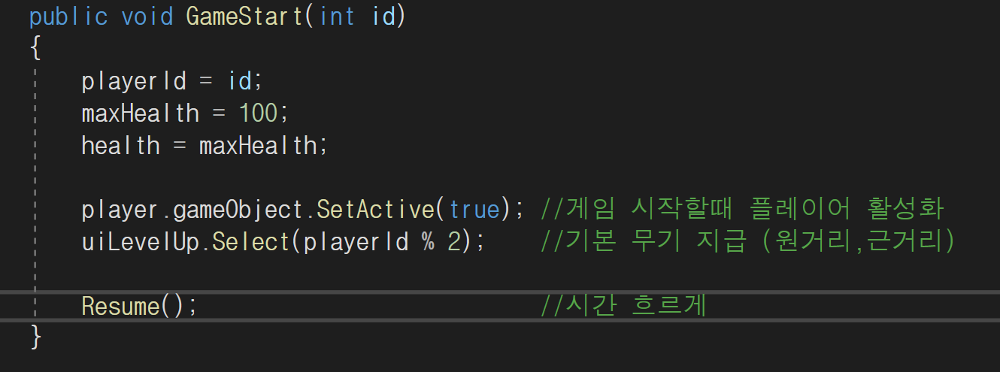 public void GameStart(int id)
{
playerId = id;
maxHealth = 100;
health = maxHealth;
player.gameObject.SetActive(true); //게임 시작할때 플레이어 활성화
uiLevelUp.Select(playerId % 2); //기본 무기 지급 (원거리,근거리)
Resume(); //시간 흐르게
}